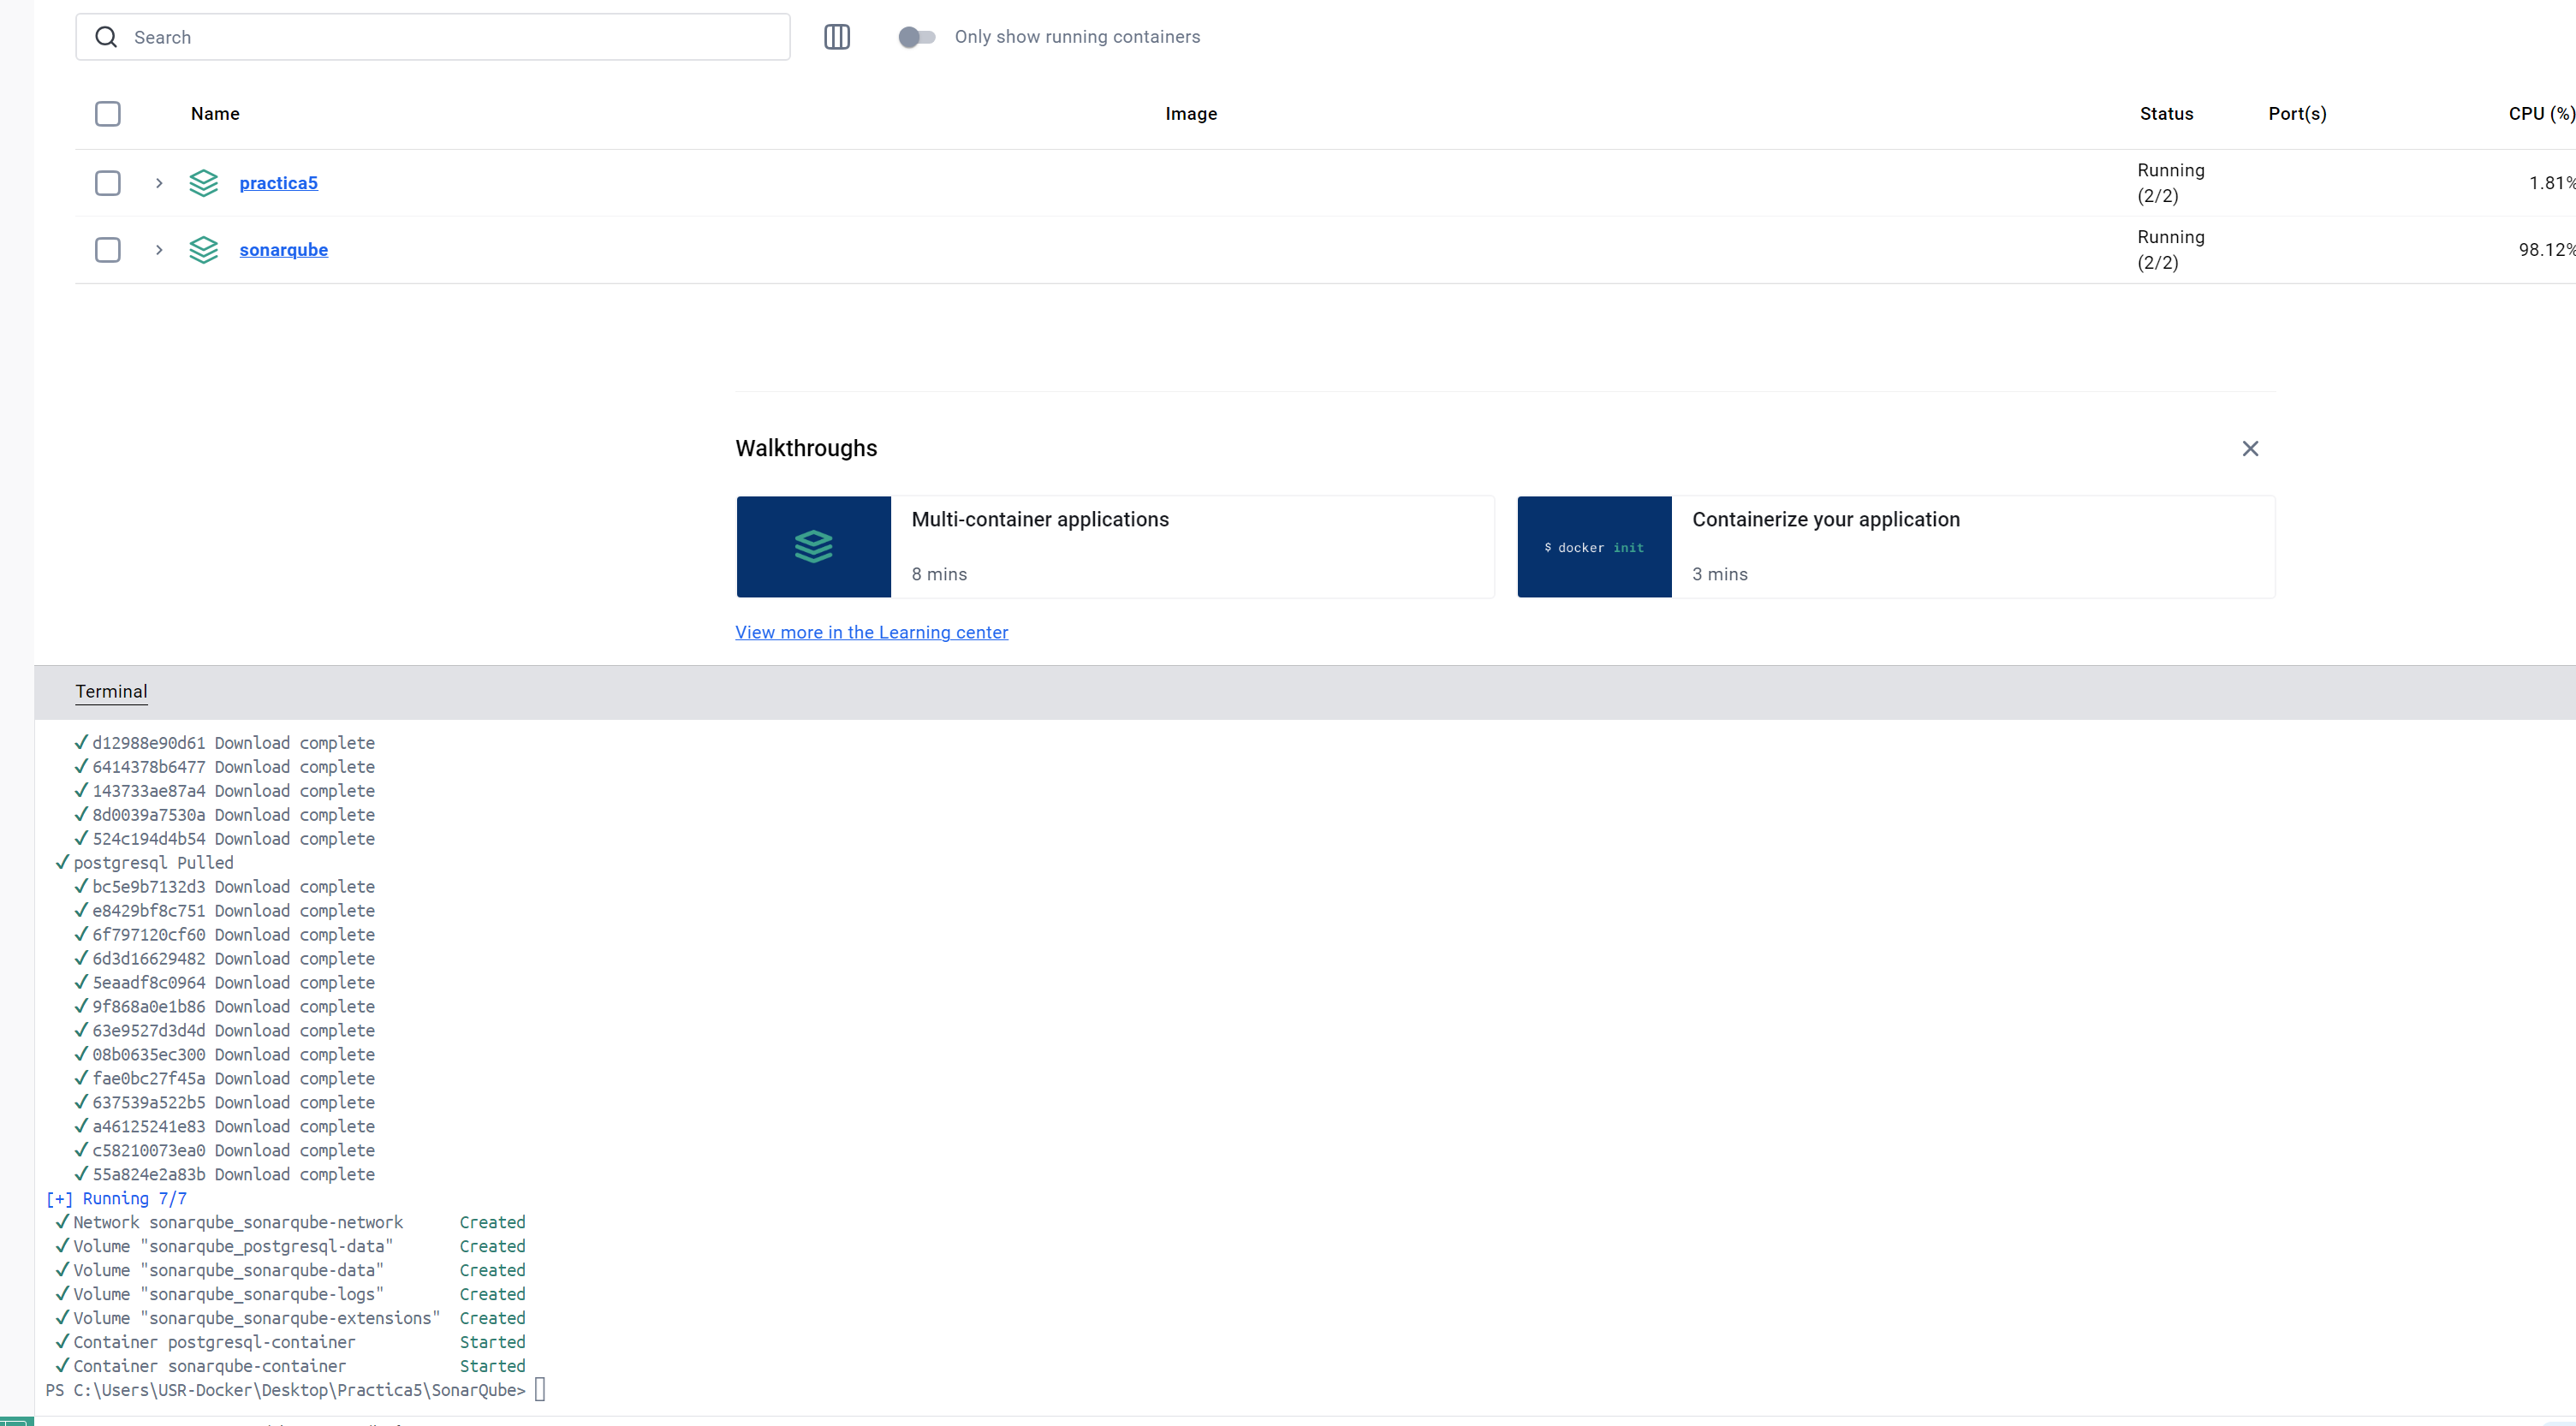 Search
Only show running containers
Name Image Status Port(s) CPU (%)
practica5 Running (2/2) 1.81%
sonarqube Running (2/2) 98.12%
Walkthroughs
Multi-container applications
8 mins
$ docker init
Containerize your application
3 mins
View more in the Learning center
Terminal
✓ d12988e90d61 Download complete
✓ 6414378b6477 Download complete
✓ 143733ae87a4 Download complete
✓ 8d0039a7530a Download complete
✓ 524c194d4b54 Download complete
✓ postgresql Pulled
✓ bc5e9b7132d3 Download complete
✓ e8429bf8c751 Download complete
✓ 6f797120cf60 Download complete
✓ 6d3d16629482 Download complete
✓ 5eaadf8c0964 Download complete
✓ 9f868a0e1b86 Download complete
✓ 63e9527d3d4d Download complete
✓ 08b0635ec300 Download complete
✓ fae0bc27f45a Download complete
✓ 637539a522b5 Download complete
✓ a46125241e83 Download complete
✓ c58210073ea0 Download complete
✓ 55a824e2a83b Download complete
[+] Running 7/7
✓ Network sonarqube_sonarqube-network Created
✓ Volume "sonarqube_postgresql-data" Created
✓ Volume "sonarqube_sonarqube-data" Created
✓ Volume "sonarqube_sonarqube-logs" Created
✓ Volume "sonarqube_sonarqube-extensions" Created
✓ Container postgresql-container Started
✓ Container sonarqube-container Started
PS C:\Users\USR-Docker\Desktop\Practica5\SonarQube>